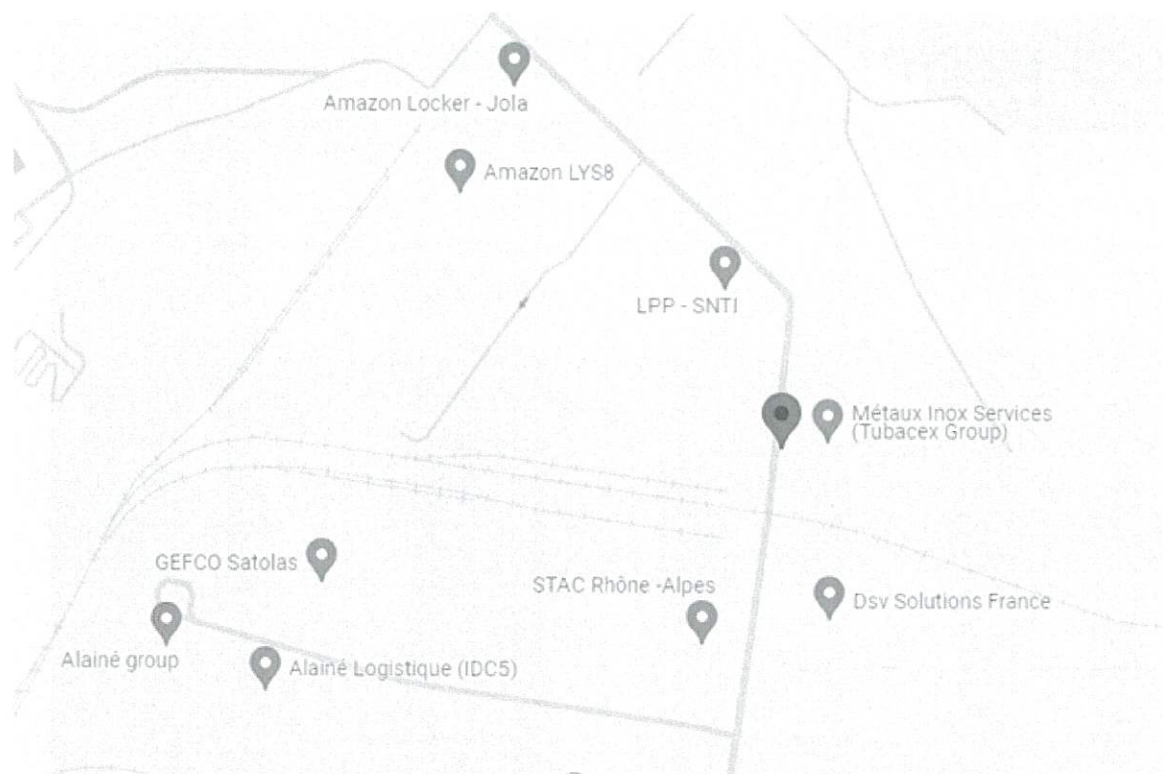 Amazon Locker - Jola
Amazon LYS8
LPP - SNTI
Métaux Inox Services
(Tubacex Group)
GEFCO Satolas
STAC Rhône -Alpes
Dsv Solutions France
Alainé group
Alainé Logistique (IDC5)